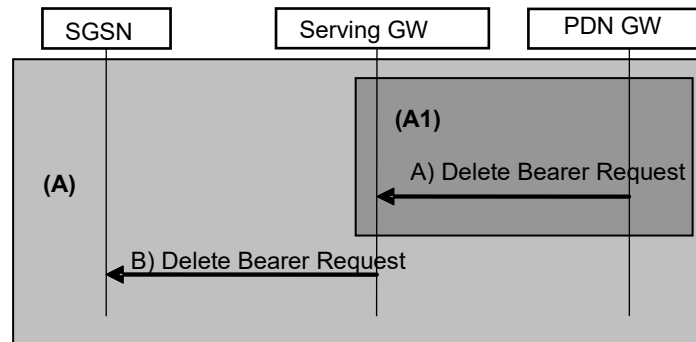 SGSN
Serving GW
PDN GW
(A1)
(A)
A) Delete Bearer Request
B) Delete Bearer Request